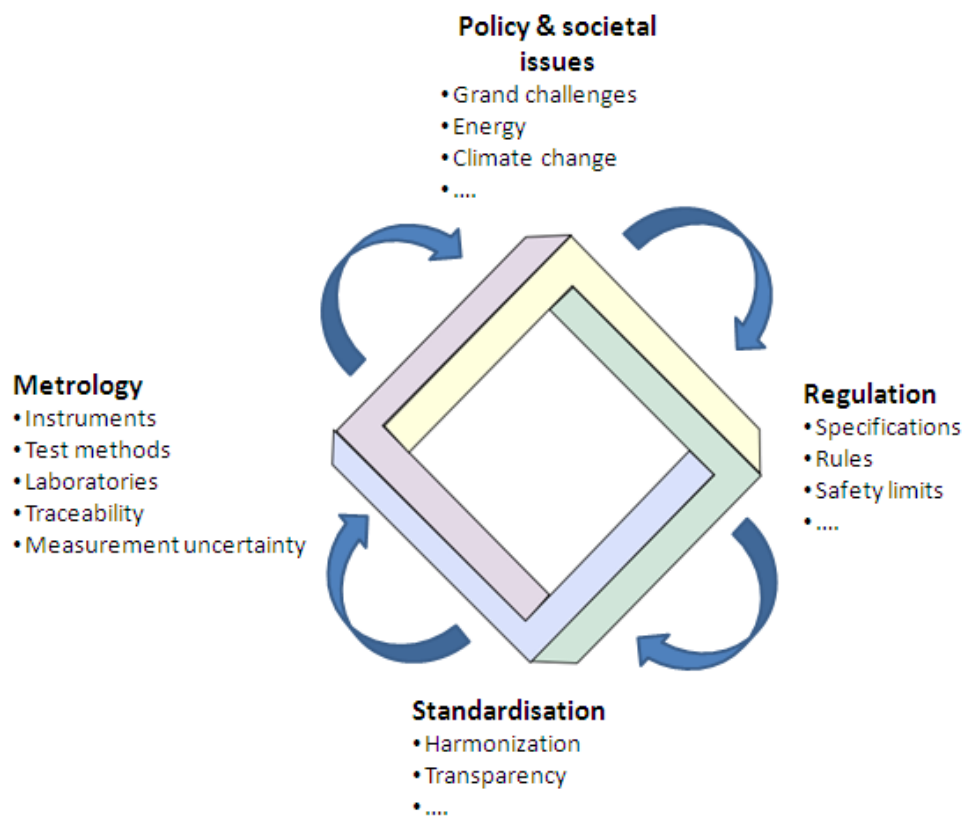 Policy & societal
issues
• Grand challenges
• Energy
• Climate change
• ....
Metrology
• Instruments
• Test methods
• Laboratories
• Traceability
• Measurement uncertainty
Regulation
• Specifications
• Rules
• Safety limits
• ....
Standardisation
• Harmonization
• Transparency
• ....